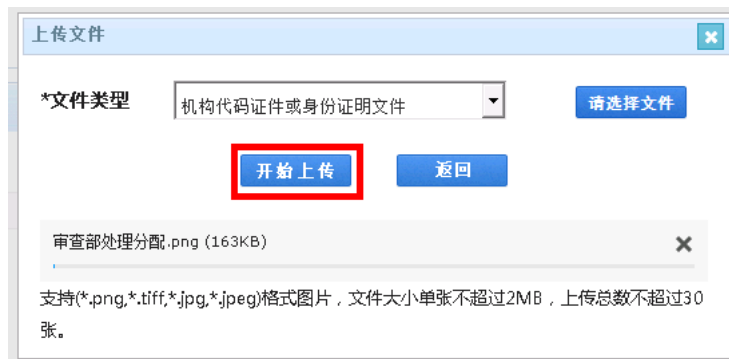 上传文件
*文件类型 机构代码证件或身份证明文件 请选择文件
开始上传 返回
审查部处理分配.png (163KB)
支持(*.png,*.tiff,*.jpg,*.jpeg)格式图片，文件大小单张不超过2MB，上传总数不超过30
张。